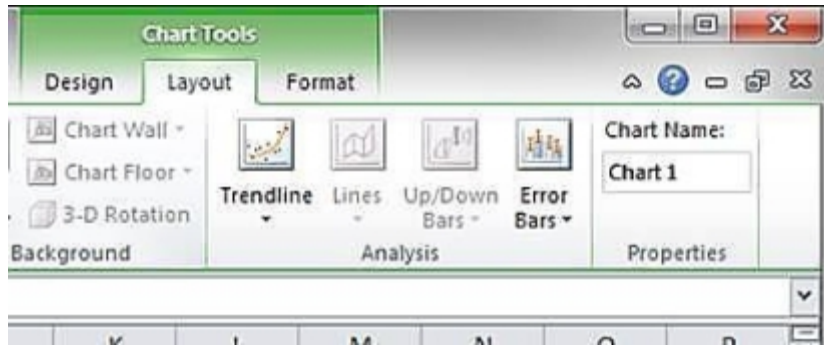 Chart Tools
Design Layout Format
Chart Wall
Chart Floor
3-D Rotation
Background
Trendline
Lines
Up/Down
Bars
Error
Bars
Analysis
Chart Name:
Chart 1
Properties
K L M N O P